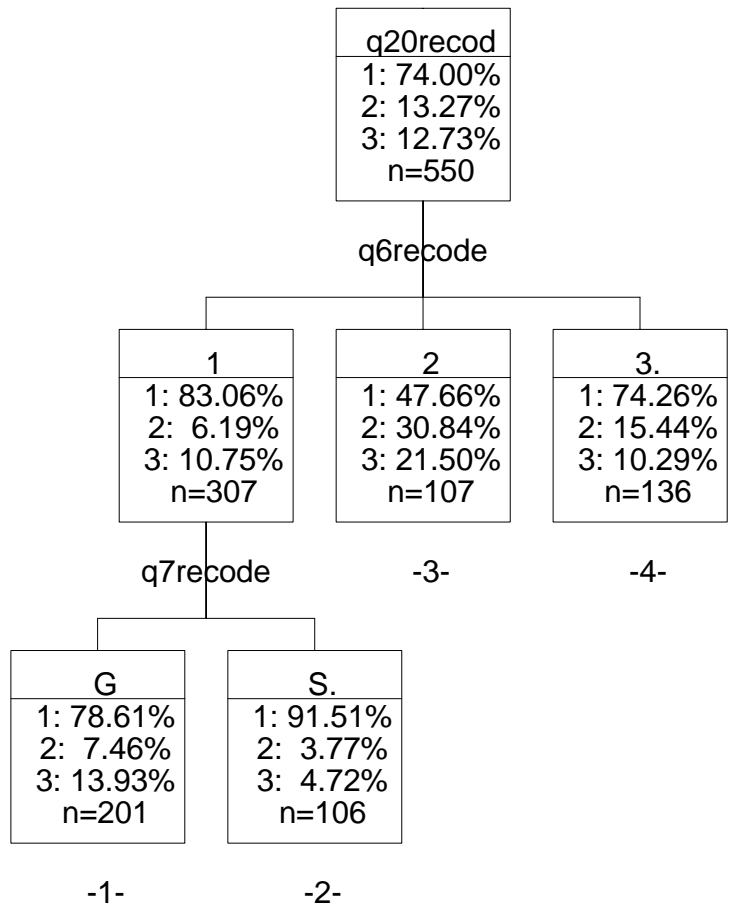 q20recod
1: 74.00%
2: 13.27%
3: 12.73%
n=550
q6recode
1
1: 83.06%
2: 6.19%
3: 10.75%
n=307
2
1: 47.66%
2: 30.84%
3: 21.50%
n=107
3.
1: 74.26%
2: 15.44%
3: 10.29%
n=136
q7recode
-3-
-4-
G
1: 78.61%
2: 7.46%
3: 13.93%
n=201
S.
1: 91.51%
2: 3.77%
3: 4.72%
n=106
-1-
-2-